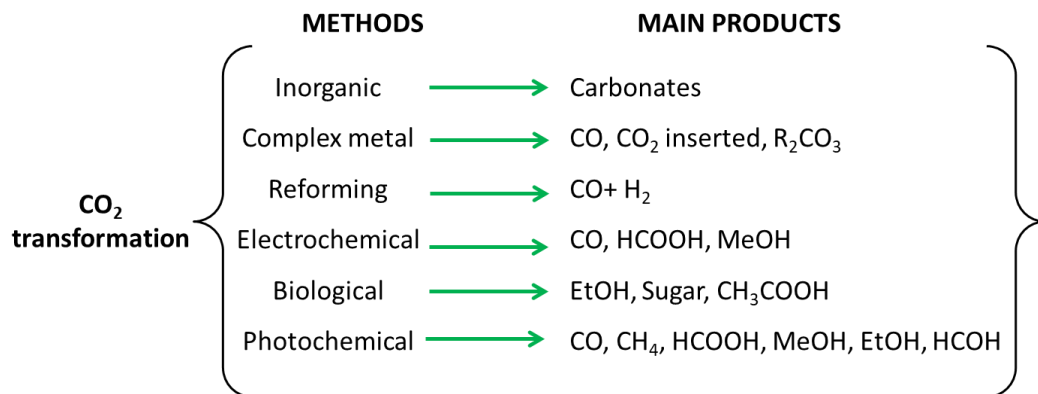 METHODS MAIN PRODUCTS
Inorganic Carbonates
Complex metal CO, CO₂ inserted, R₂CO₃
Reforming CO+ H₂
CO₂
transformation
Electrochemical CO, HCOOH, MeOH
Biological EtOH, Sugar, CH₃COOH
Photochemical CO, CH₄, HCOOH, MeOH, EtOH, HCOH